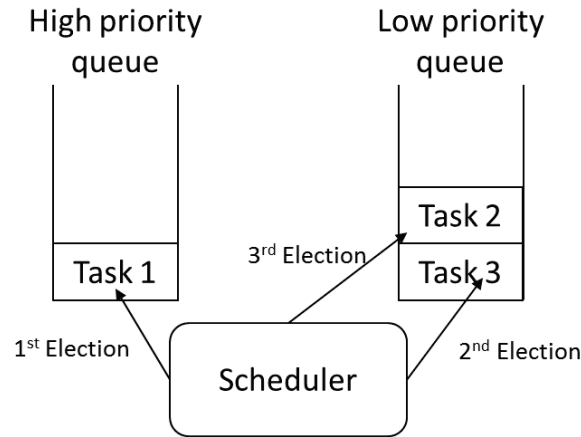 High priority
queue
Low priority
queue
Task 2
3rd Election
Task 1
Task 3
1st Election
2nd Election
Scheduler